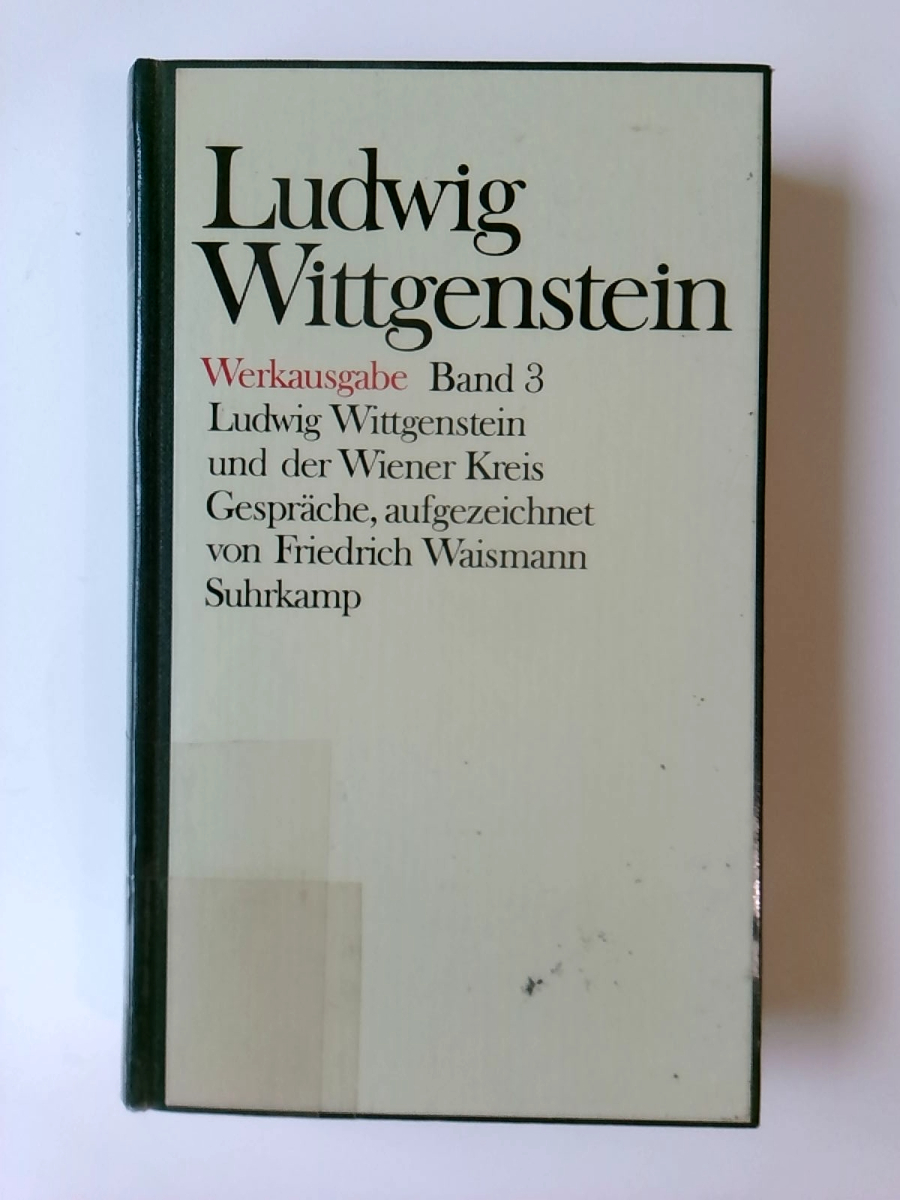 Ludwig
Wittgenstein
Werkausgabe Band 3
Ludwig Wittgenstein
und der Wiener Kreis
Gespräche, aufgezeichnet
von Friedrich Waismann
Suhrkamp